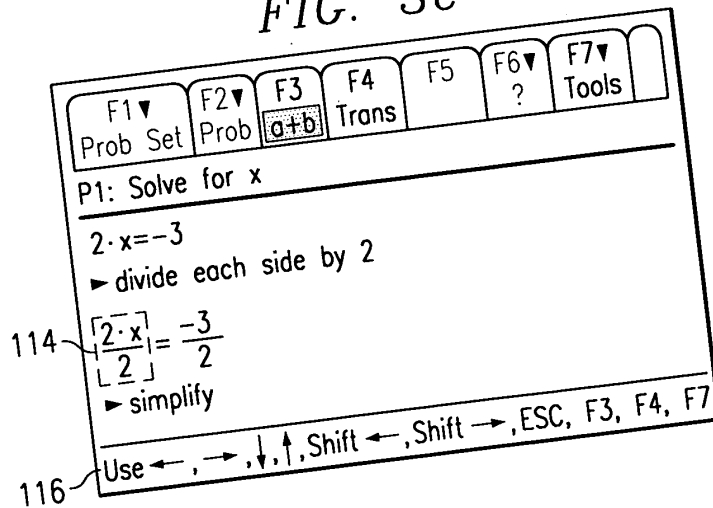 FIG. 3c
F1▼ F2▼ F3 F4 F5 F6▼ F7▼
Prob Set Prob a+b Trans ? Tools
P1: Solve for x
2·x=−3
► divide each side by 2
114 2·x/2 = −3/2
► simplify
116 Use ←, →, ↓, ↑, Shift ←, Shift →, ESC, F3, F4, F7